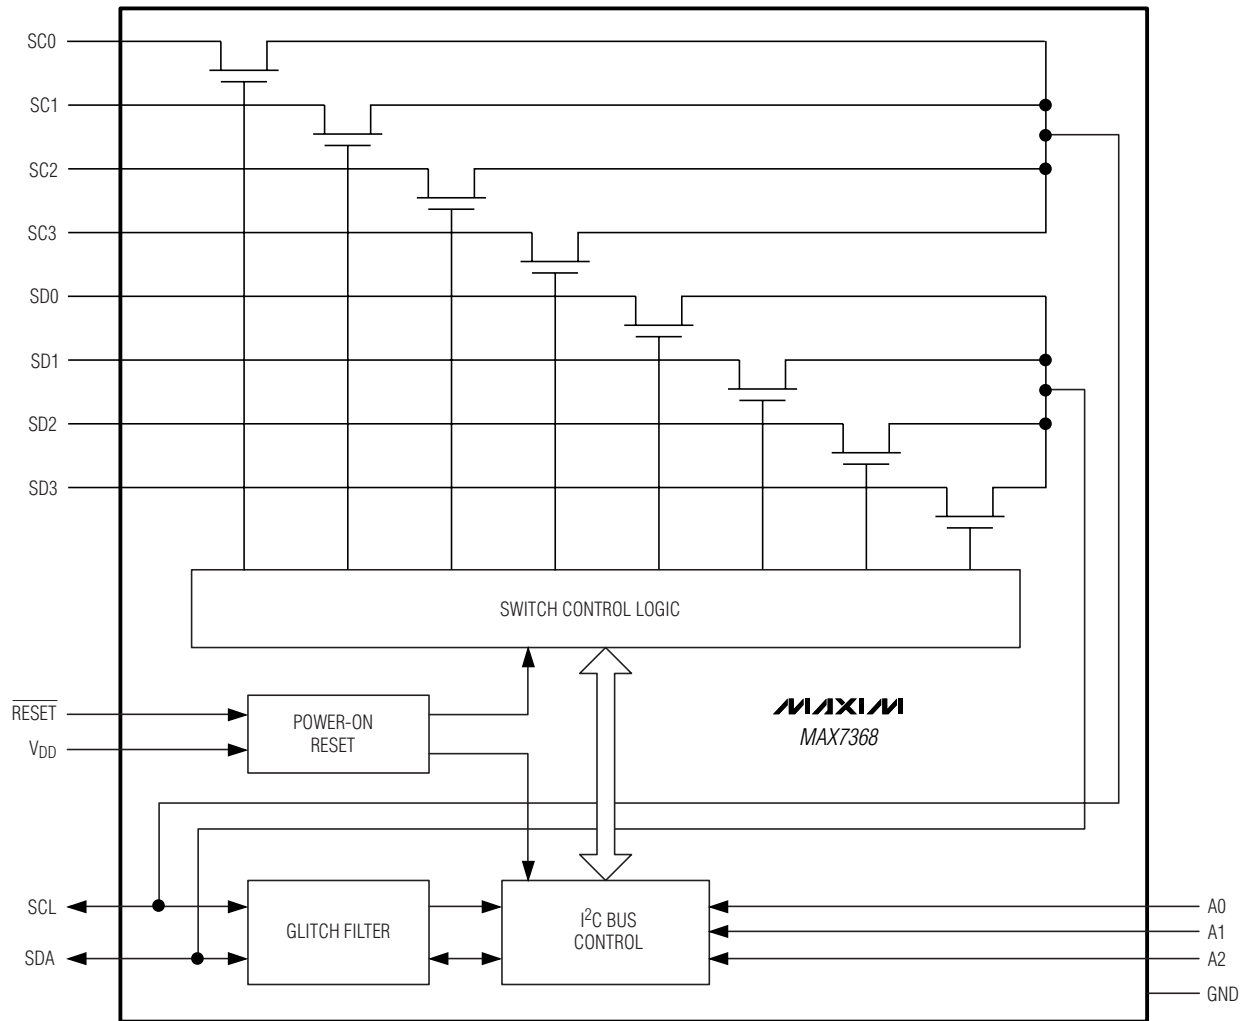 SC0
SC1
SC2
SC3
SD0
SD1
SD2
SD3
SWITCH CONTROL LOGIC
RESET
VDD
POWER-ON
RESET
MAXIM
MAX7368
SCL
SDA
GLITCH FILTER
I2C BUS
CONTROL
A0
A1
A2
GND